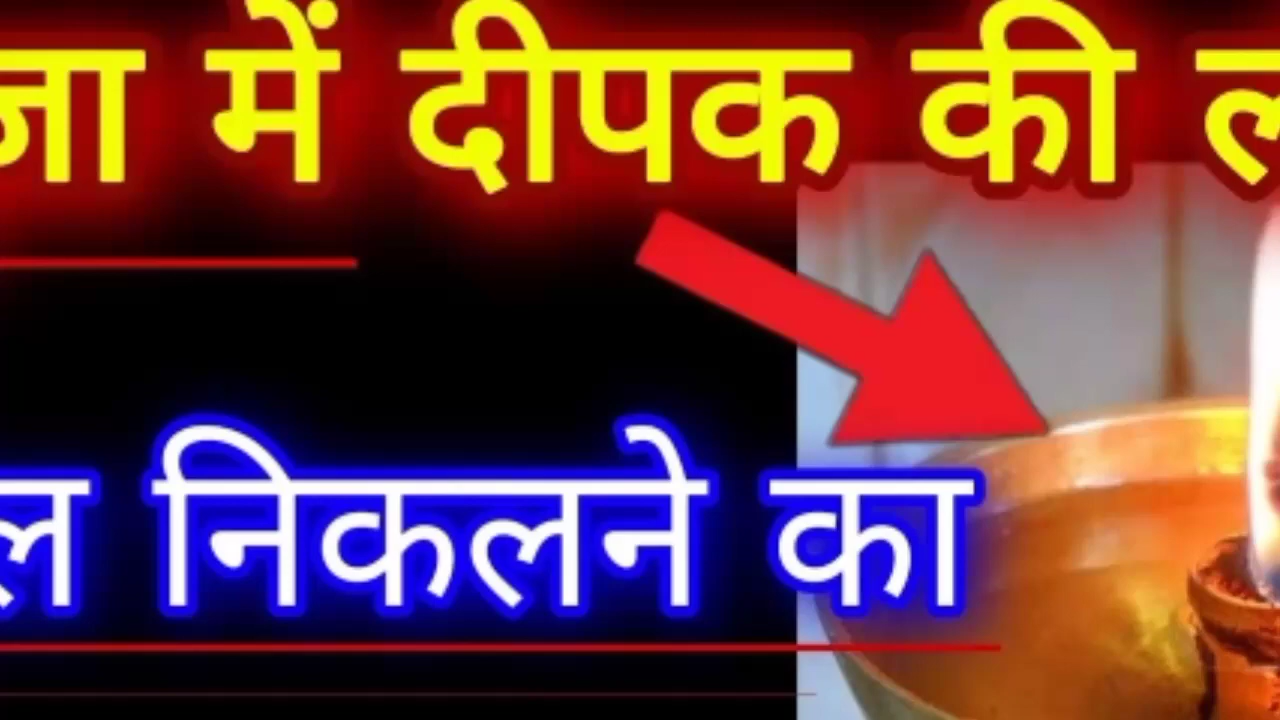 में दीपक की
निकलने का